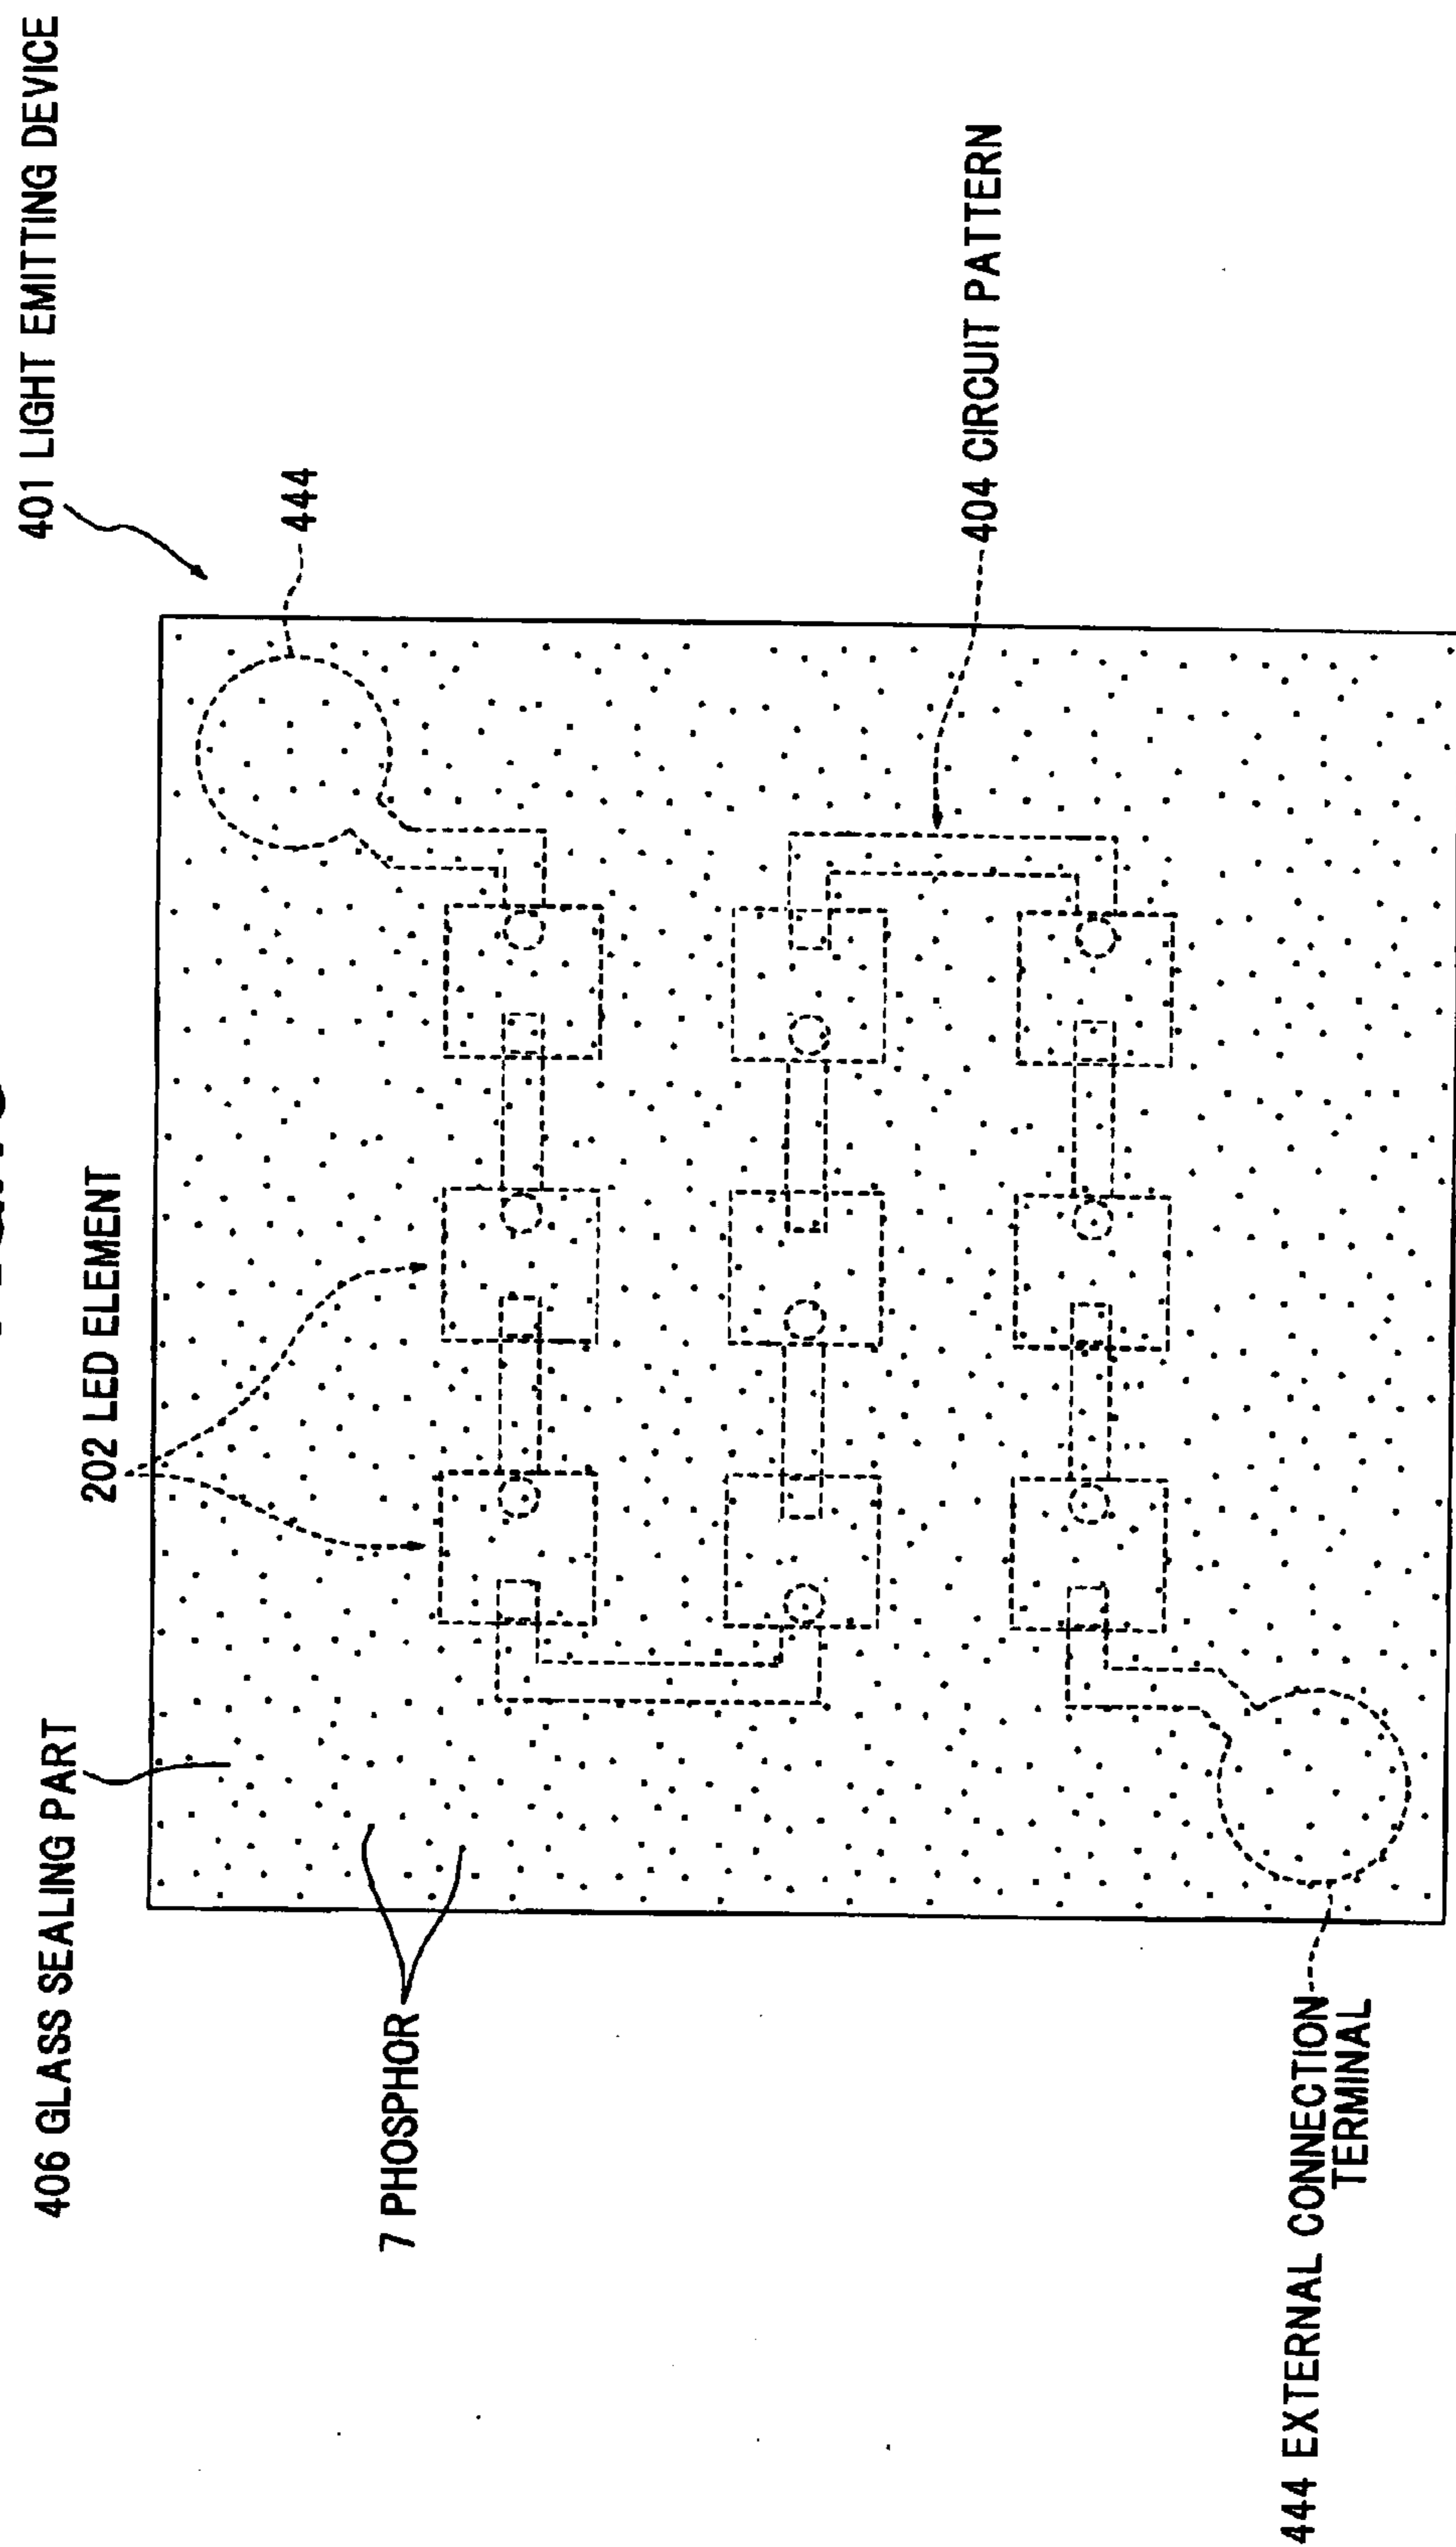 401 LIGHT EMITTING DEVICE
444
404 CIRCUIT PATTERN
202 LED ELEMENT
406 GLASS SEALING PART
7 PHOSPHOR
444 EXTERNAL CONNECTION
TERMINAL